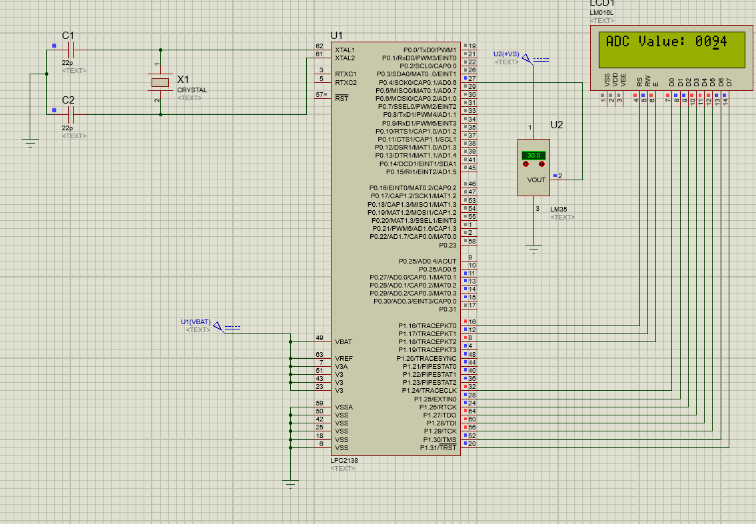 C1
22p
<TEXT>
C2
22p
<TEXT>
X1
CRYSTAL
<TEXT>
1
2
U1
62 XTAL1
61 XTAL2
3 RTXC1
5 RTXC2
57 RST
49 VBAT
63 VREF
7 V3A
51 V3
43 V3
23 V3
59 VSSA
50 VSS
42 VSS
25 VSS
18 VSS
6 VSS
P0.0/TxD0/PWM1 19
P0.1/RxD0/PWM3/EINT0 21
P0.2/SCL0/CAP0.0 22
P0.3/SDA0/MAT0.0/EINT1 26
P0.4/SCK0/CAP0.1/AD0.6 27
P0.5/MISO0/MAT0.1/AD0.7 29
P0.6/MOSI0/CAP0.2/AD1.0 30
P0.7/SSEL0/PWM2/EINT2 31
P0.8/TxD1/PWM4/AD1.1 33
P0.9/RxD1/PWM6/EINT3 34
P0.10/RTS1/CAP1.0/AD1.2 35
P0.11/CTS1/CAP1.1/SCL1 37
P0.12/DSR1/MAT1.0/AD1.3 38
P0.13/DTR1/MAT1.1/AD1.4 39
P0.14/DCD1/EINT1/SDA1 41
P0.15/RI1/EINT2/AD1.5 45
P0.16/EINT0/MAT0.2/CAP0.2 46
P0.17/CAP1.2/SCK1/MAT1.2 47
P0.18/CAP1.3/MISO1/MAT1.3 53
P0.19/MAT1.2/MOSI1/CAP1.2 54
P0.20/MAT1.3/SSEL1/EINT3 55
P0.21/PWM5/AD1.6/CAP1.3 1
P0.22/AD1.7/CAP0.0/MAT0.0 2
P0.23 58
P0.25/AD0.4/AOUT 9
P0.26/AD0.5 10
P0.27/AD0.0/CAP0.1/MAT0.1 11
P0.28/AD0.1/CAP0.2/MAT0.2 13
P0.29/AD0.2/CAP0.3/MAT0.3 14
P0.30/AD0.3/EINT3/CAP0.0 15
P0.31 17
P1.16/TRACEPKT0 16
P1.17/TRACEPKT1 12
P1.18/TRACEPKT2 8
P1.19/TRACEPKT3 4
P1.20/TRACESYNC 48
P1.21/PIPESTAT0 44
P1.22/PIPESTAT1 40
P1.23/PIPESTAT2 36
P1.24/TRACECLK 32
P1.25/EXTIN0 28
P1.26/RTCK 24
P1.27/TDO 64
P1.28/TDI 60
P1.29/TCK 56
P1.30/TMS 52
P1.31/TRST 20
LPC2138
<TEXT>
U1(VBAT)
<TEXT>
U2(+VS)
<TEXT>
U2
1
30.0
VOUT 2
3
LM35
<TEXT>
LCD1
LM016L
<TEXT>
ADC Value: 0094
VSS VDD VEE RS RW E D0 D1 D2 D3 D4 D5 D6 D7
1 2 3 4 5 6 7 8 9 10 11 12 13 14